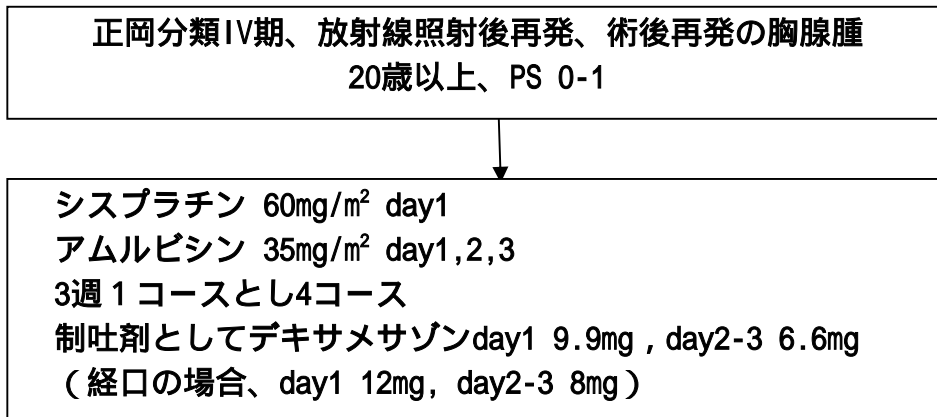 正岡分類IV期、放射線照射後再発、術後再発の胸腺腫
20歳以上、PS 0-1
シスプラチン 60mg/m² day1
アムルビシン 35mg/m² day1,2,3
3週１コースとし4コース
制吐剤としてデキサメサゾンday1 9.9mg , day2-3 6.6mg
（経口の場合、day1 12mg, day2-3 8mg）